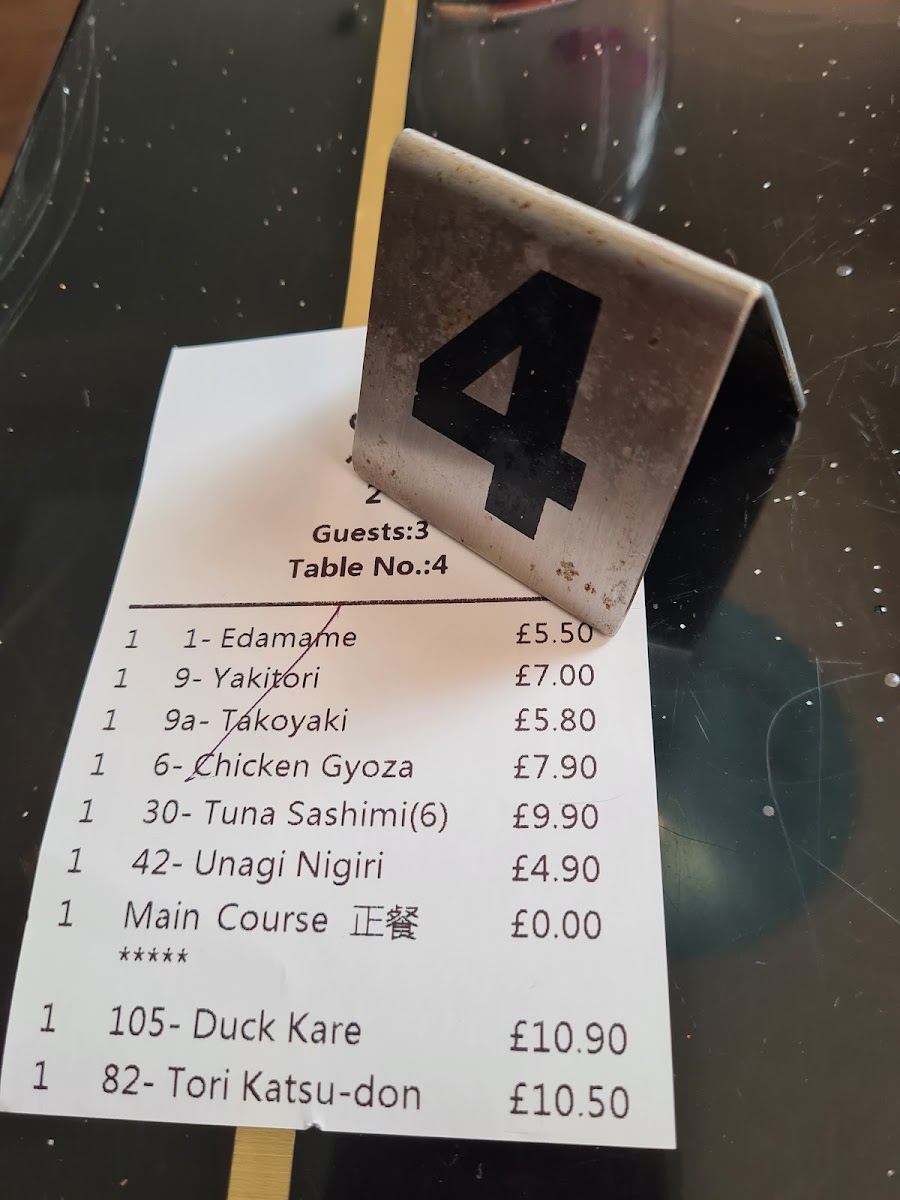 4
2
Guests:3
Table No.:4
1 1- Edamame £5.50
1 9- Yakitori £7.00
1 9a- Takoyaki £5.80
1 6- Chicken Gyoza £7.90
1 30- Tuna Sashimi(6) £9.90
1 42- Unagi Nigiri £4.90
1 Main Course 正餐 £0.00
*****
1 105- Duck Kare £10.90
1 82- Tori Katsu-don £10.50